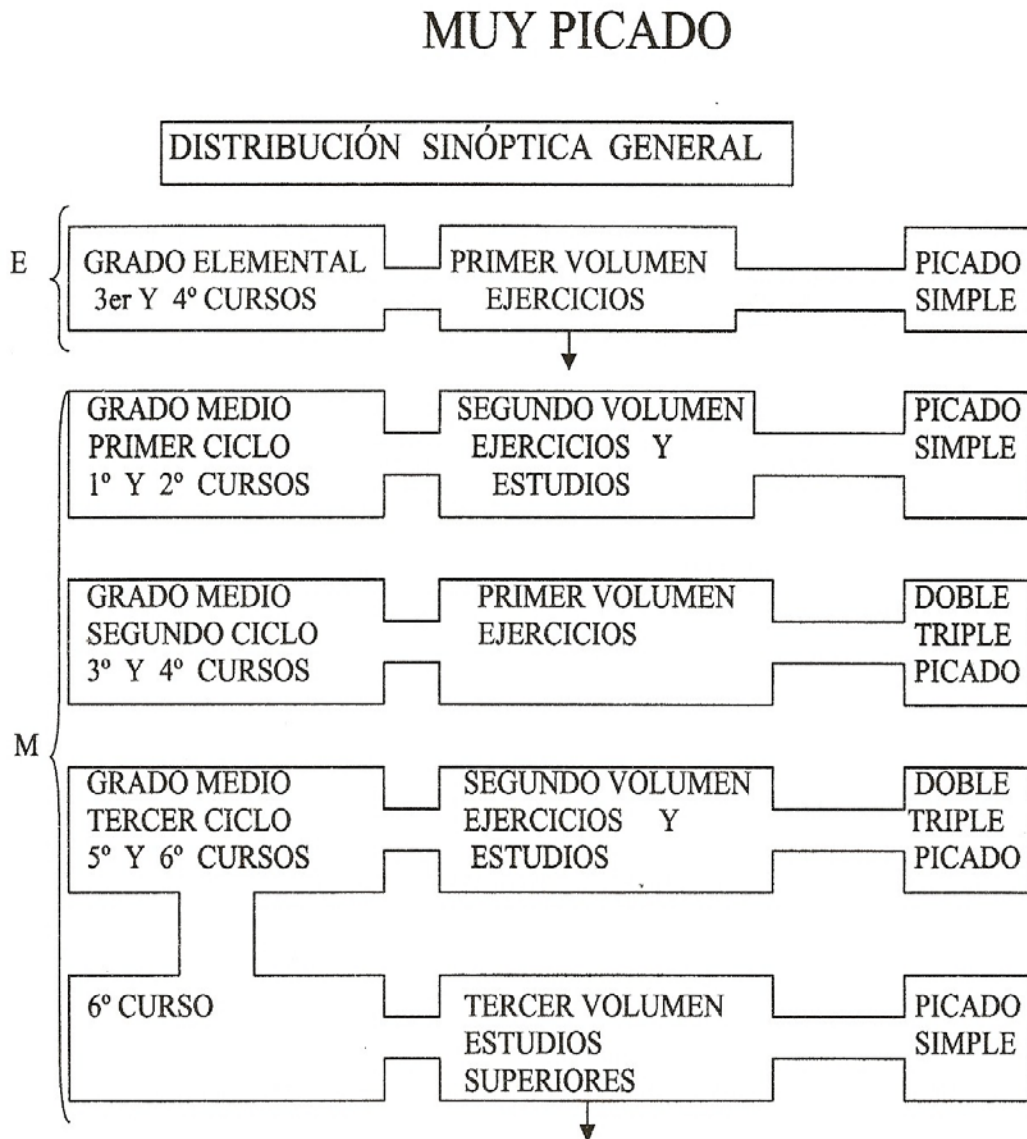 MUY PICADO
DISTRIBUCIÓN SINÓPTICA GENERAL
E
GRADO ELEMENTAL
3er Y 4º CURSOS
PRIMER VOLUMEN
EJERCICIOS
PICADO
SIMPLE
M
GRADO MEDIO
PRIMER CICLO
1º Y 2º CURSOS
SEGUNDO VOLUMEN
EJERCICIOS Y
ESTUDIOS
PICADO
SIMPLE
GRADO MEDIO
SEGUNDO CICLO
3º Y 4º CURSOS
PRIMER VOLUMEN
EJERCICIOS
DOBLE
TRIPLE
PICADO
GRADO MEDIO
TERCER CICLO
5º Y 6º CURSOS
SEGUNDO VOLUMEN
EJERCICIOS Y
ESTUDIOS
DOBLE
TRIPLE
PICADO
6º CURSO
TERCER VOLUMEN
ESTUDIOS
SUPERIORES
PICADO
SIMPLE